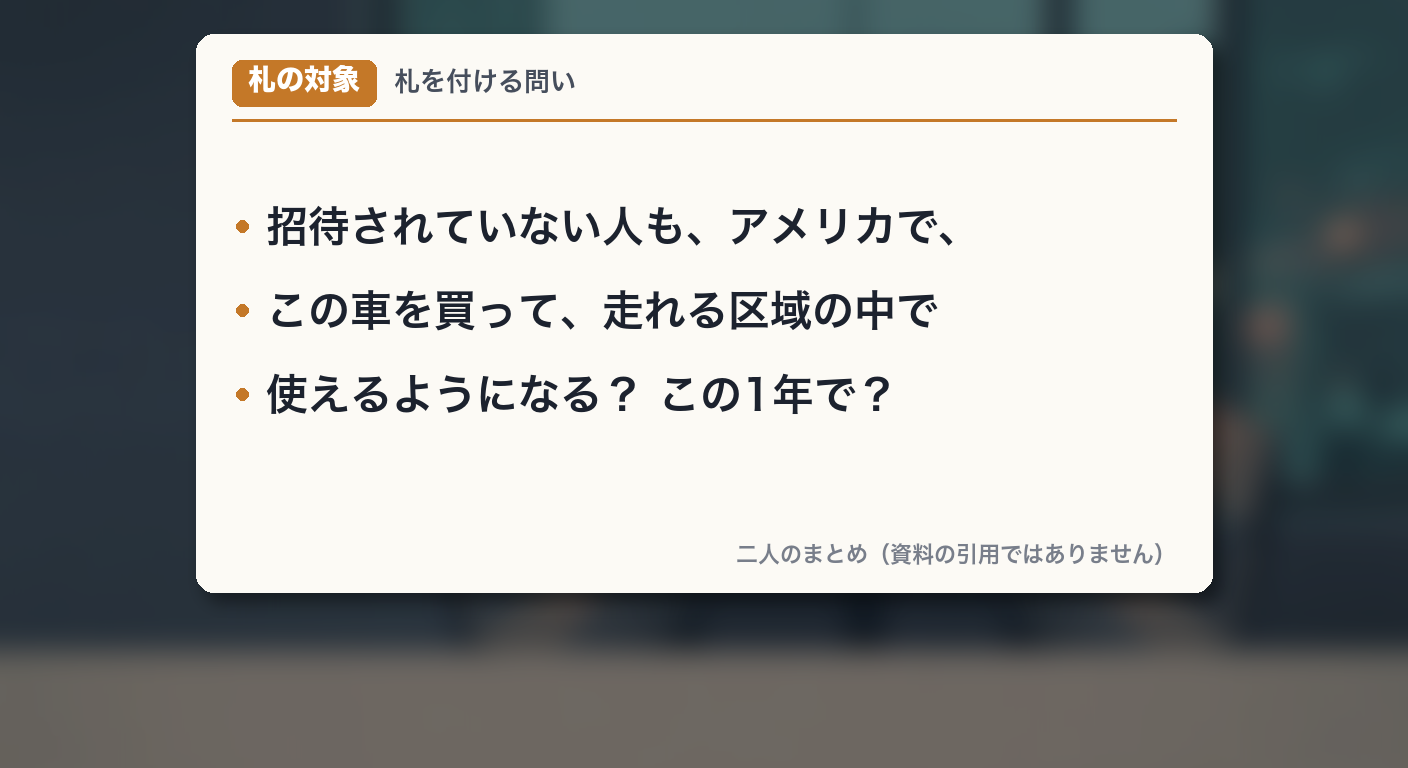 札の対象 札を付ける問い
• 招待されていない人も、アメリカで、
• この車を買って、走れる区域の中で
• 使えるようになる？ この1年で？
二人のまとめ（資料の引用ではありません）